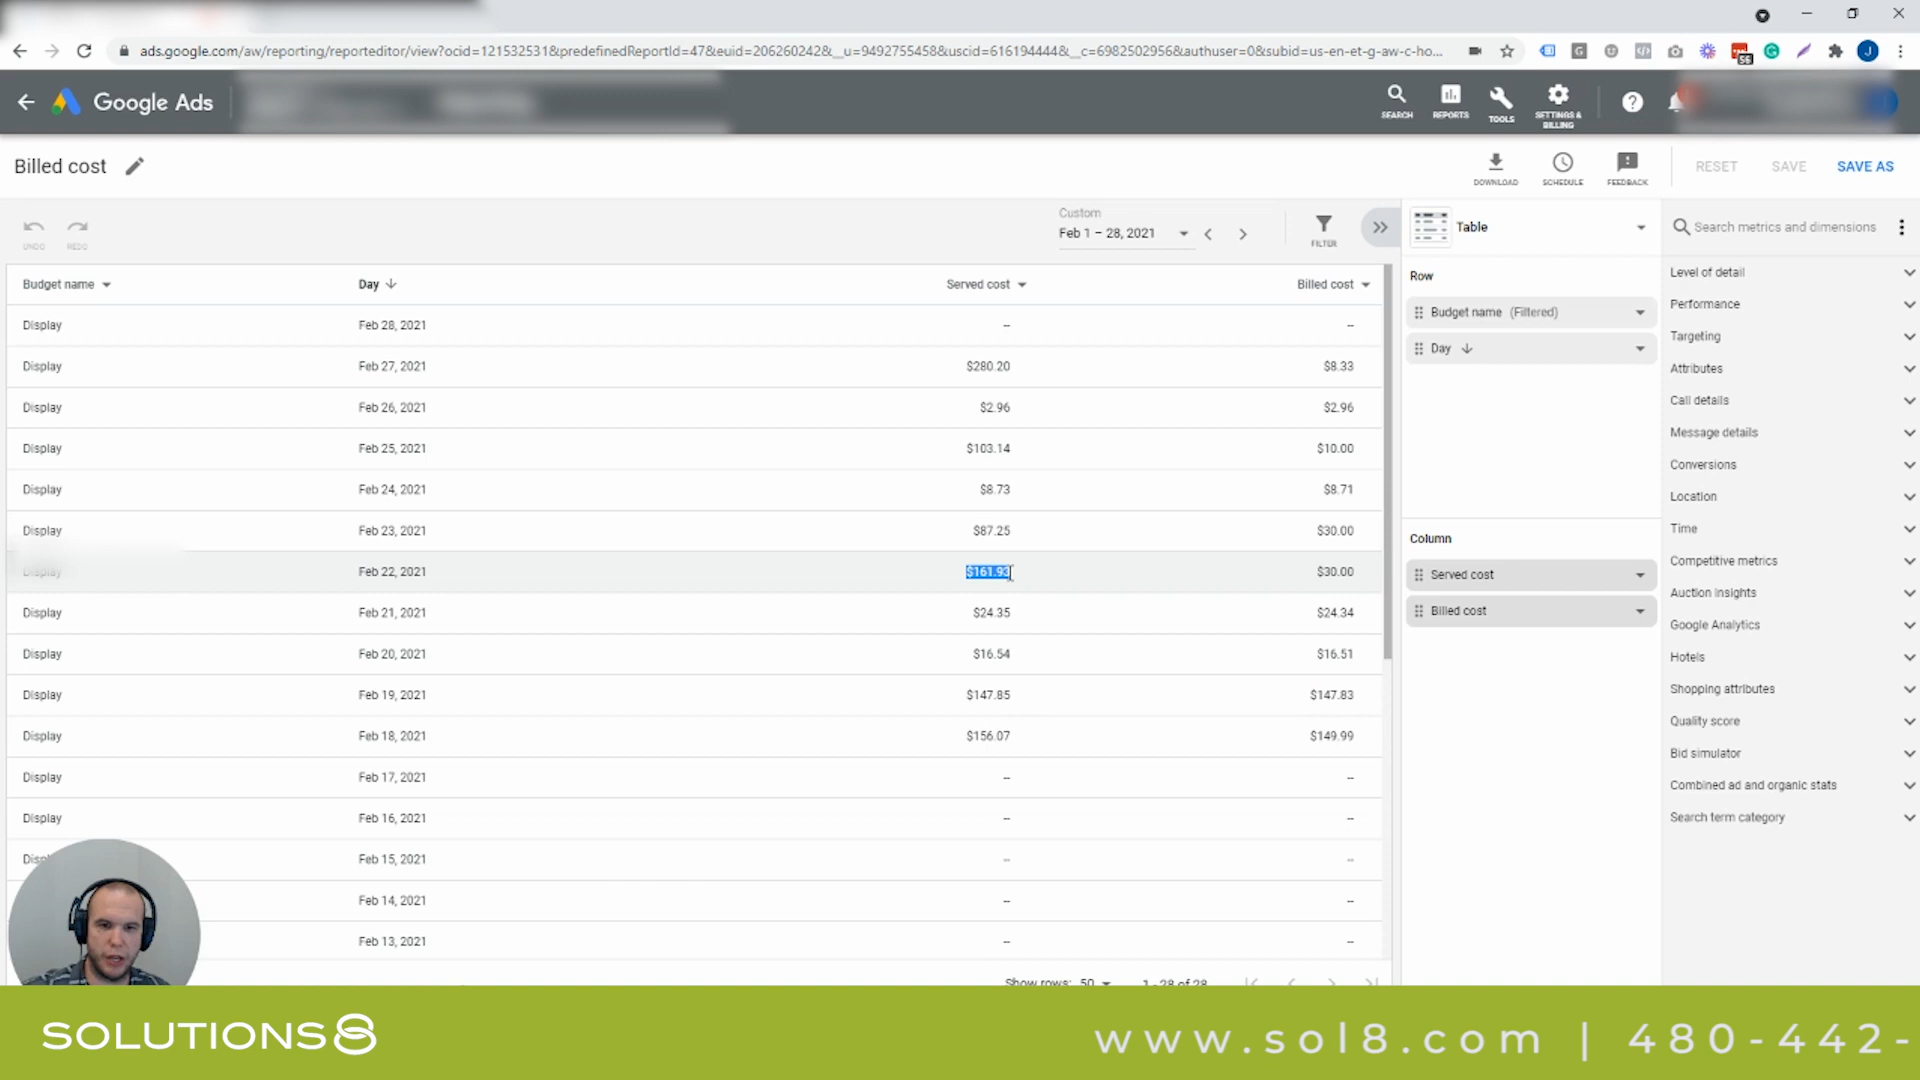 ads.google.com/aw/reporting/reporteditor/view?ocid=121532531&predefinedReportId=47&euid=2062602428&__u=9492755458&uscid=616194444&__c=6982502956&authuser=0&subid=us-en-et-g-aw-c-ho...
56
J
Google Ads
SEARCH
REPORTS
TOOLS
SETTINGS & BILLING
Billed cost
DOWNLOAD
SCHEDULE
FEEDBACK
RESET
SAVE
SAVE AS
UNDO
REDO
Custom
Feb 1 – 28, 2021
FILTER
Table
Search metrics and dimensions
Budget name Day Served cost Billed cost
Display Feb 28, 2021 – –
Display Feb 27, 2021 $280.20 $8.33
Display Feb 26, 2021 $2.96 $2.96
Display Feb 25, 2021 $103.14 $10.00
Display Feb 24, 2021 $8.73 $8.71
Display Feb 23, 2021 $87.25 $30.00
Display Feb 22, 2021 $161.93 $30.00
Display Feb 21, 2021 $24.35 $24.34
Display Feb 20, 2021 $16.54 $16.51
Display Feb 19, 2021 $147.85 $147.83
Display Feb 18, 2021 $156.07 $149.99
Display Feb 17, 2021 – –
Display Feb 16, 2021 – –
Feb 15, 2021 – –
Feb 14, 2021 – –
Feb 13, 2021 – –
Show rows: 50 1 - 28 of 28
Row
Budget name (Filtered)
Day
Column
Served cost
Billed cost
Level of detail
Performance
Targeting
Attributes
Call details
Message details
Conversions
Location
Time
Competitive metrics
Auction insights
Google Analytics
Hotels
Shopping attributes
Quality score
Bid simulator
Combined ad and organic stats
Search term category
SOLUTIONS8
www.sol8.com | 480-442-